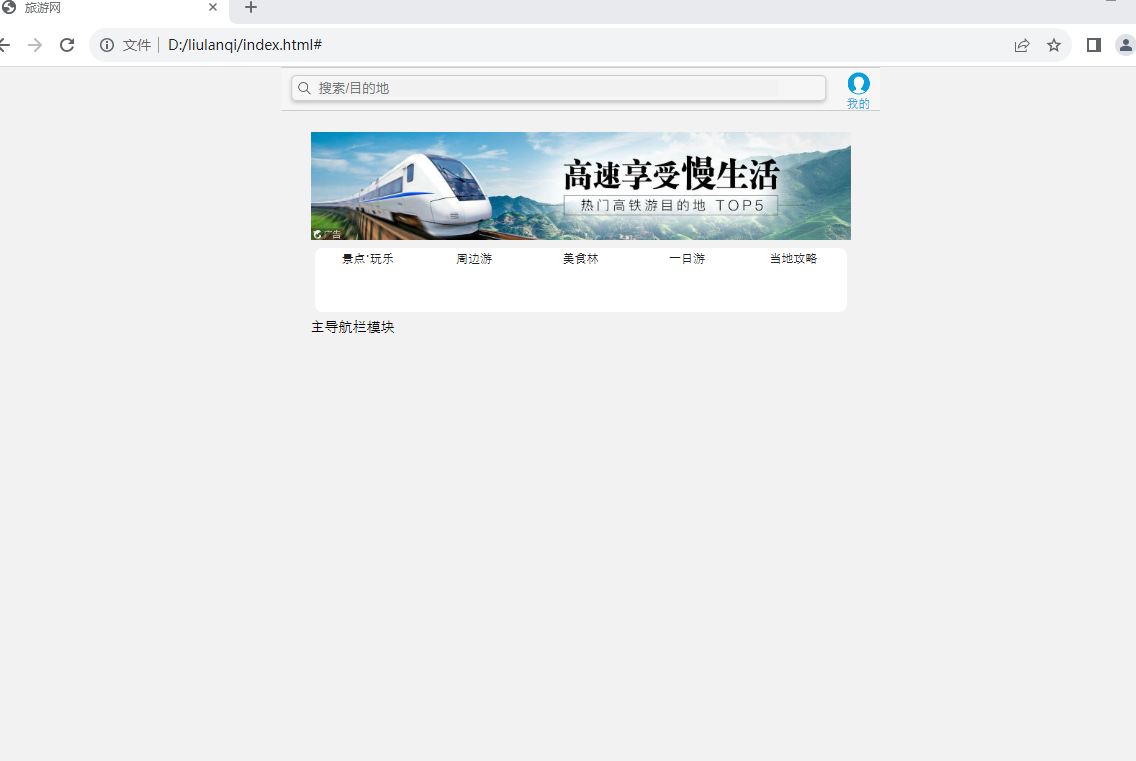 旅游网
文件 D:/liulanqi/index.html#
搜索/目的地
我的
高速享受慢生活
热门高铁游目的地 TOP5
广告
景点·玩乐 周边游 美食林 一日游 当地攻略
主导航栏模块